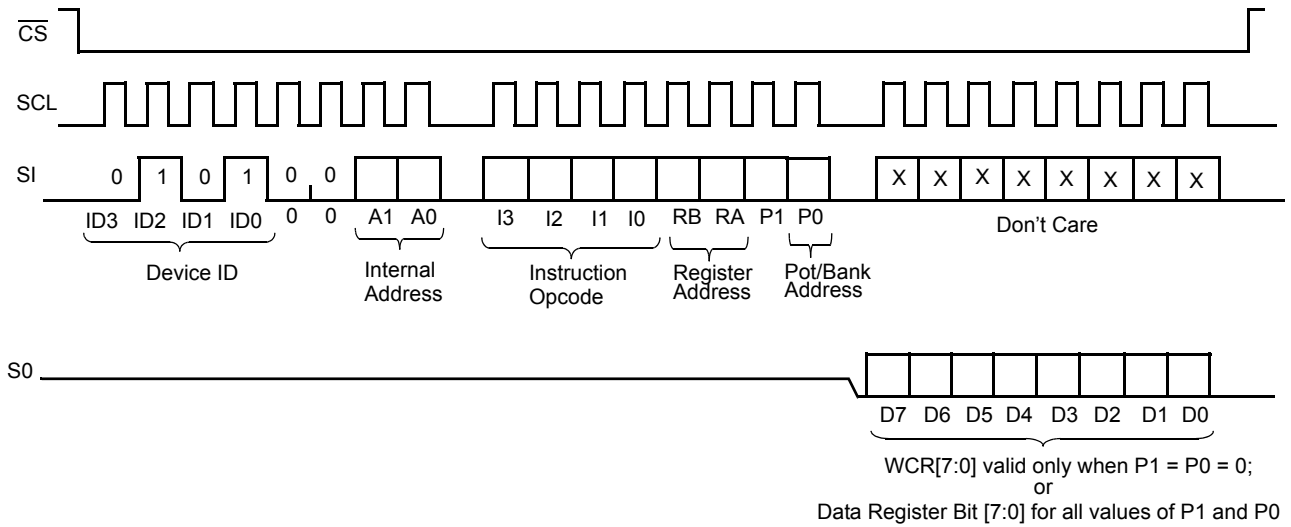 CS
SCL
SI
0 1 0 1 0 0
X X X X X X X X
ID3 ID2 ID1 ID0 0 0 A1 A0 I3 I2 I1 I0 RB RA P1 P0
Don't Care
Device ID
Internal
Address
Instruction
Opcode
Register
Address
Pot/Bank
Address
S0
D7 D6 D5 D4 D3 D2 D1 D0
WCR[7:0] valid only when P1 = P0 = 0;
or
Data Register Bit [7:0] for all values of P1 and P0